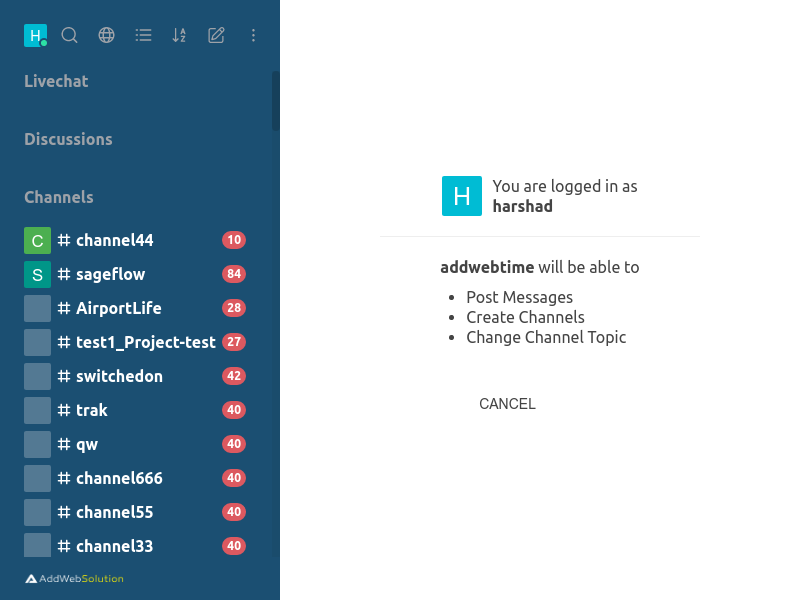 H
Livechat
Discussions
Channels
C # channel44 10
S # sageflow 84
# AirportLife 28
# test1_Project-test 27
# switchedon 42
# trak 40
# qw 40
# channel666 40
# channel55 40
# channel33 40
AddWebSolution
H
You are logged in as
harshad
addwebtime will be able to
• Post Messages
• Create Channels
• Change Channel Topic
CANCEL